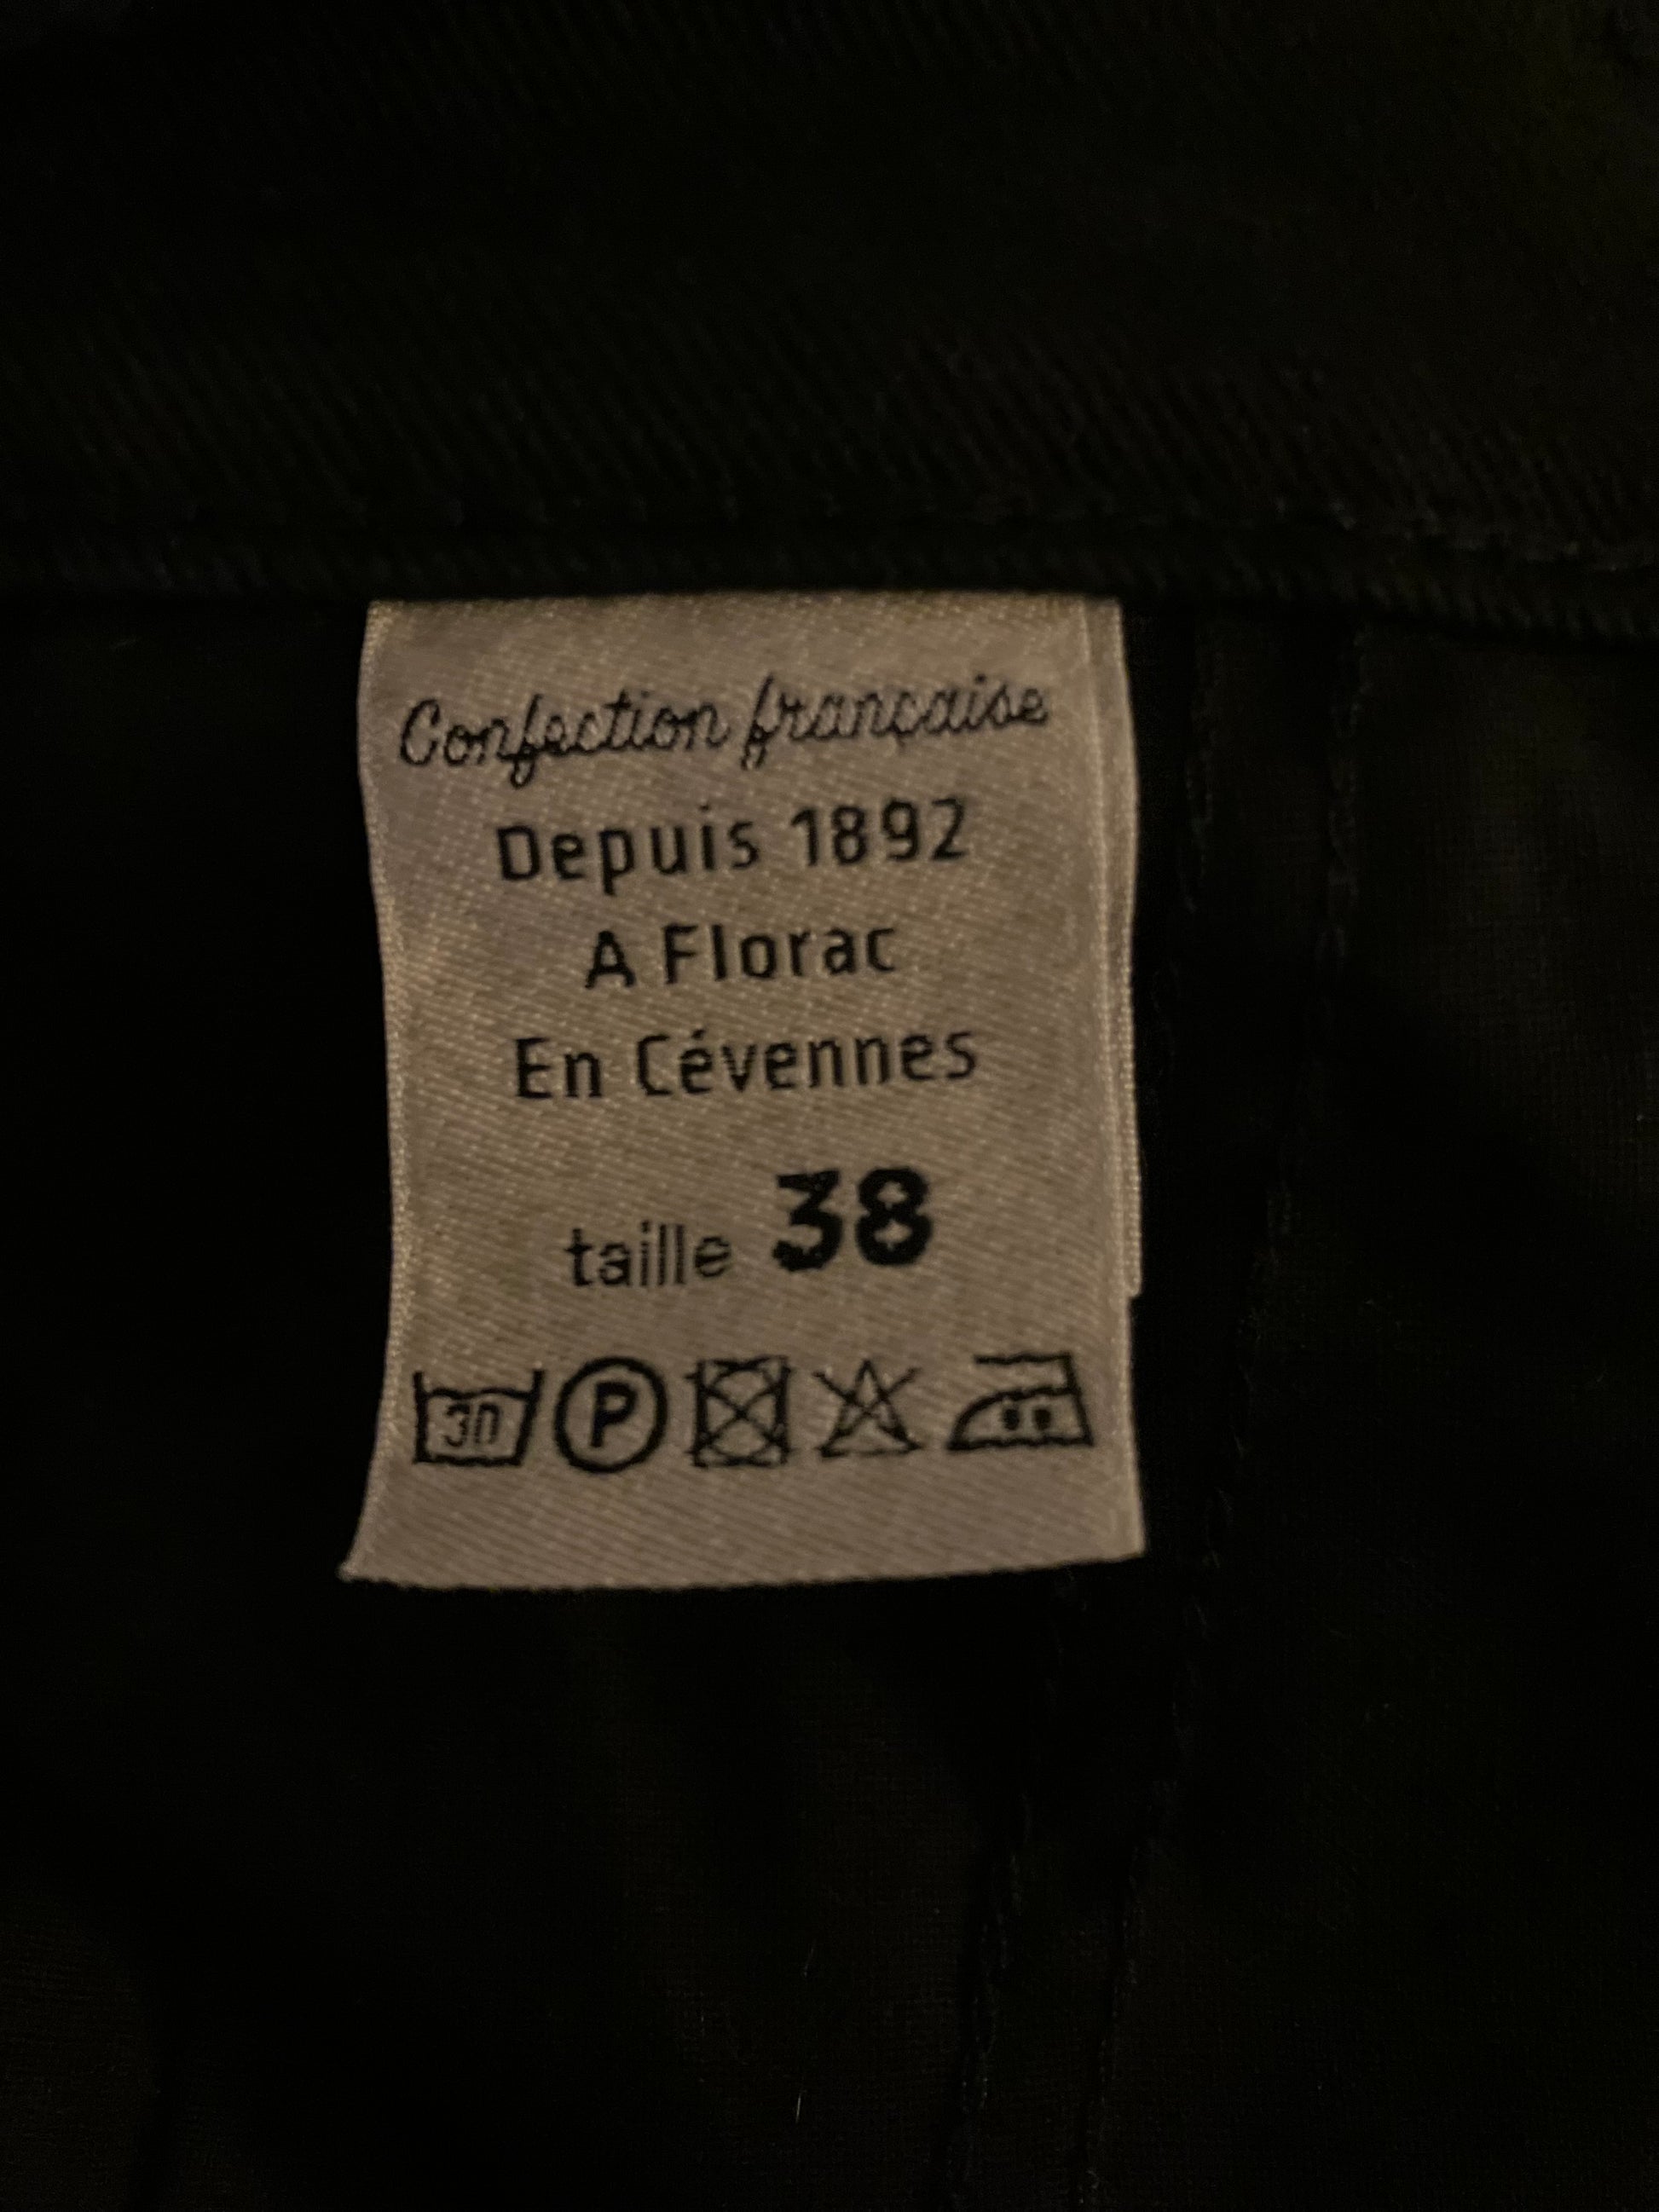 Confection française
Depuis 1892
A Florac
En Cévennes
taille 38
30 P